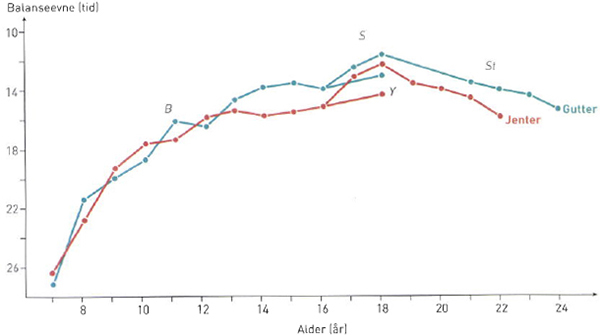 Balanseevne (tid)
10
14
18
22
26
S
St
B
Y
Gutter
Jenter
8 10 12 14 16 18 20 22 24
Alder (år)